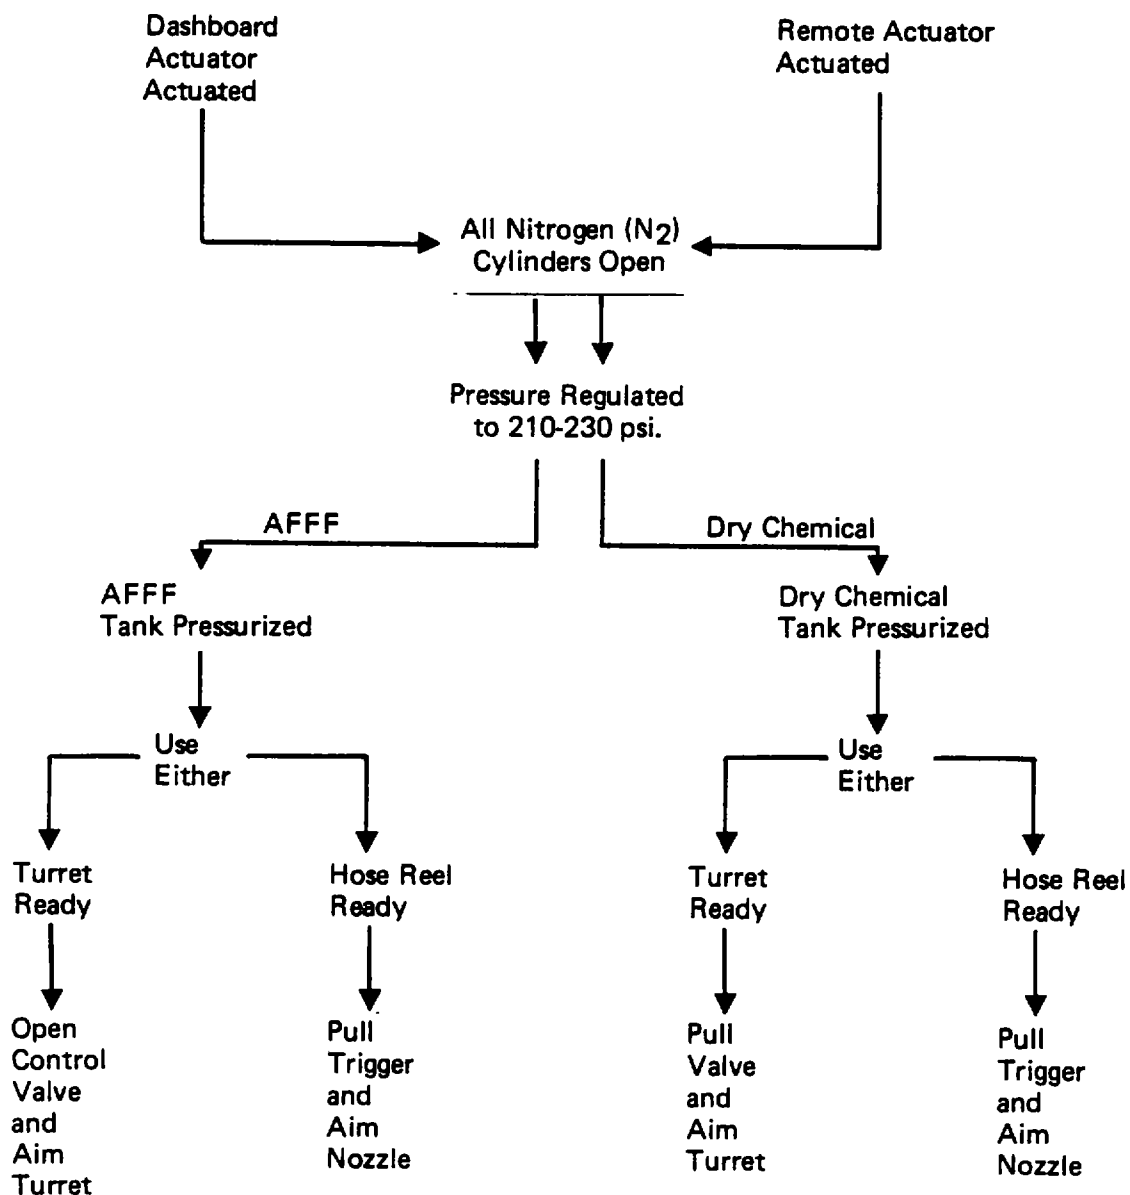 Dashboard
Actuator
Actuated
Remote Actuator
Actuated
All Nitrogen (N2)
Cylinders Open
Pressure Regulated
to 210-230 psi.
AFFF
Dry Chemical
AFFF
Tank Pressurized
Dry Chemical
Tank Pressurized
Use
Either
Use
Either
Turret
Ready
Hose Reel
Ready
Turret
Ready
Hose Reel
Ready
Open
Control
Valve
and
Aim
Turret
Pull
Trigger
and
Aim
Nozzle
Pull
Valve
and
Aim
Turret
Pull
Trigger
and
Aim
Nozzle